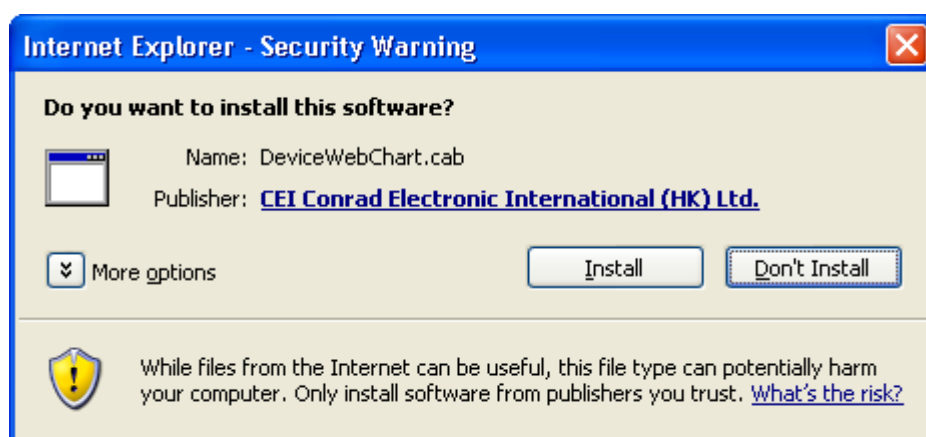 Internet Explorer - Security Warning
Do you want to install this software?
Name: DeviceWebChart.cab
Publisher: CEI Conrad Electronic International (HK) Ltd.
More options
Install
Don't Install
While files from the Internet can be useful, this file type can potentially harm
your computer. Only install software from publishers you trust. What's the risk?